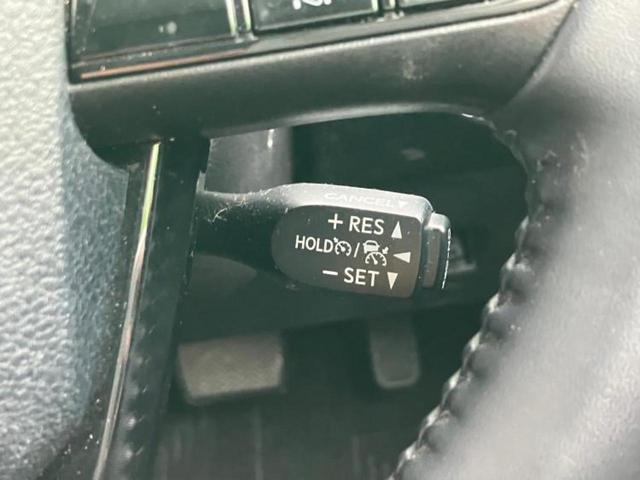 CANCEL▼
+ RES ▲
HOLD / ◀
− SET ▼